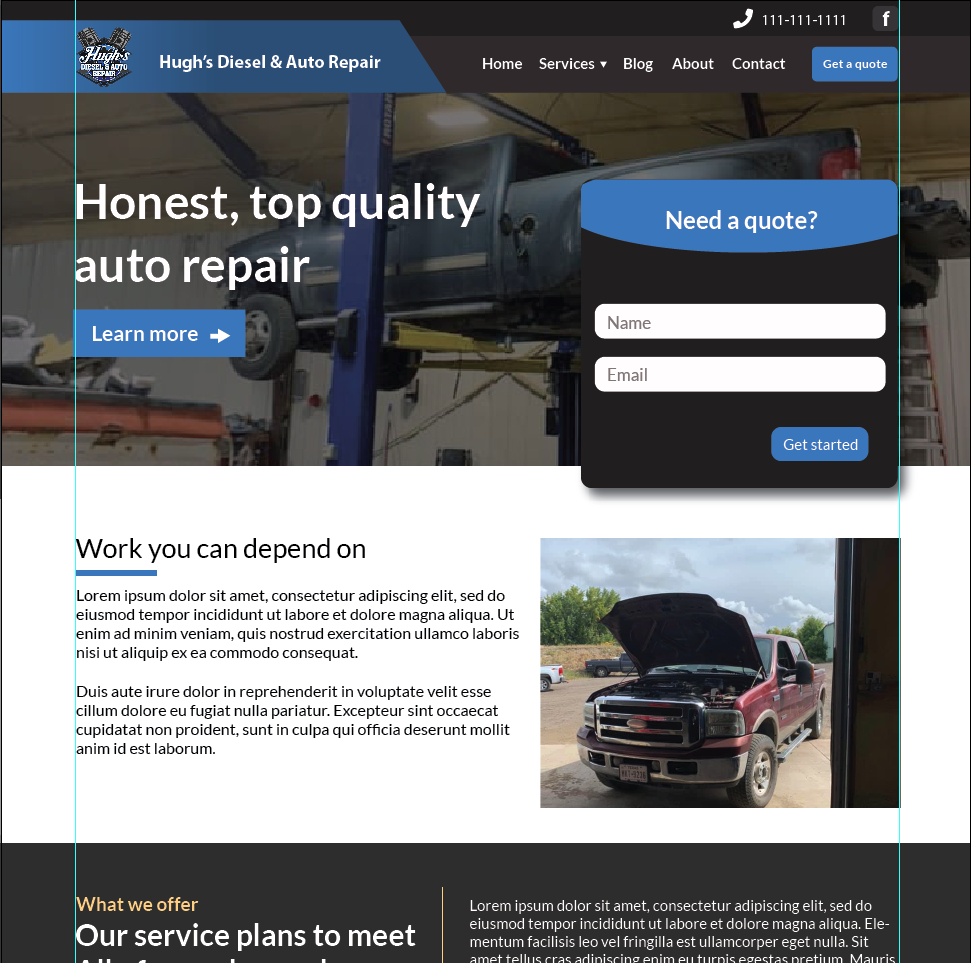 111-111-1111
f
Hugh's
DIESEL & AUTO
REPAIR
Hugh's Diesel & Auto Repair
Home Services ▾ Blog About Contact Get a quote
Honest, top quality
auto repair
Learn more
Need a quote?
Name
Email
Get started
Work you can depend on
Lorem ipsum dolor sit amet, consectetur adipiscing elit, sed do
eiusmod tempor incididunt ut labore et dolore magna aliqua. Ut
enim ad minim veniam, quis nostrud exercitation ullamco laboris
nisi ut aliquip ex ea commodo consequat.
Duis aute irure dolor in reprehenderit in voluptate velit esse
cillum dolore eu fugiat nulla pariatur. Excepteur sint occaecat
cupidatat non proident, sunt in culpa qui officia deserunt mollit
anim id est laborum.
What we offer
Our service plans to meet
Lorem ipsum dolor sit amet, consectetur adipiscing elit, sed do
eiusmod tempor incididunt ut labore et dolore magna aliqua. Ele-
mentum facilisis leo vel fringilla est ullamcorper eget nulla. Sit
amet tellus cras adipiscing enim eu turpis egestas pretium. Mauris